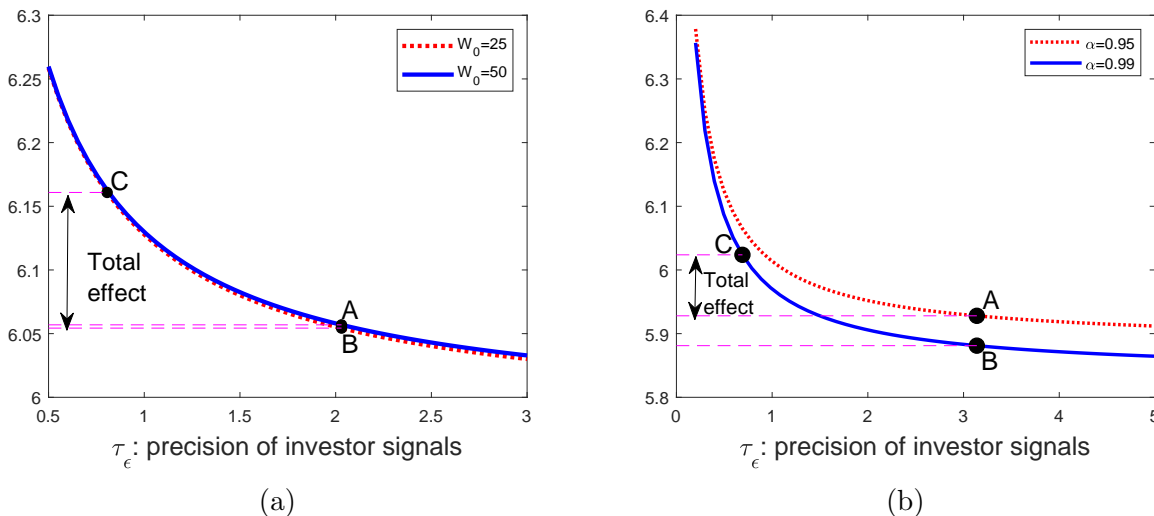 6.3
6.25
6.2
6.15
6.1
6.05
6
W0=25
W0=50
C
Total
effect
A
B
0.5
1
1.5
2
2.5
3
τϵ: precision of investor signals
(a)
6.4
6.3
6.2
6.1
6
5.9
5.8
α=0.95
α=0.99
C
Total
effect
A
B
0
1
2
3
4
5
τϵ: precision of investor signals
(b)